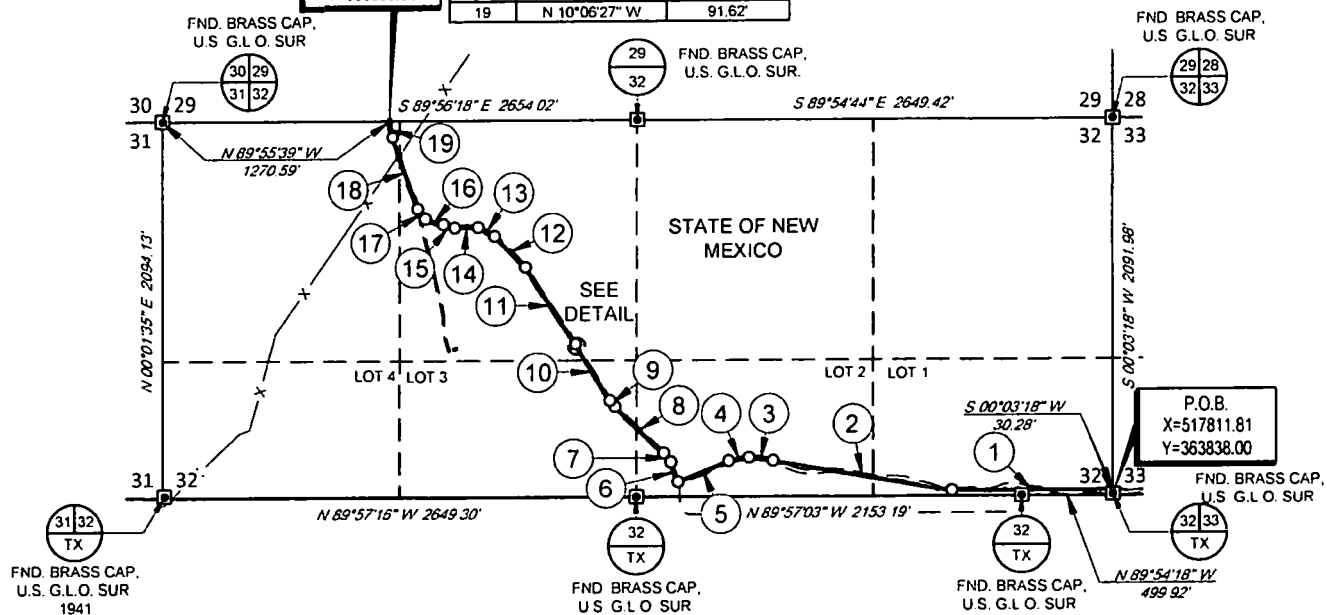 19 N 10°06'27" W 91.62'
FND. BRASS CAP,
U.S G.L O. SUR
30 29
31 32
29
32
FND BRASS CAP,
U.S. G.L.O. SUR.
FND BRASS CAP,
U.S G.L O. SUR
29 28
32 33
30 29
31
S 89°56'18" E 2654 02'
S 89°54'44" E 2649.42'
29 28
32 33
N 89°55'39" W
1270.59'
19
18
17
16
15
14
13
12
11
STATE OF NEW
MEXICO
SEE
DETAIL
N 00°01'35" E 2094.13'
S 00°03'18" W 2091.98'
LOT 4
LOT 3
LOT 2
LOT 1
10
9
8
7
6
5
4
3
2
1
S 00°03'18" W
30.28'
P.O.B.
X=517811.81
Y=363838.00
31 32
32 33
FND. BRASS CAP,
U.S G.L O. SUR
N 89°57'16" W 2649 30'
N 89°57'03" W 2153 19'
31 32
TX
FND. BRASS CAP,
U.S. G.L.O. SUR
1941
32
TX
FND BRASS CAP,
U.S G.L O SUR
32
TX
FND. BRASS CAP,
U.S G.L.O. SUR
32 33
TX
N 89°54'18" W
499 92'